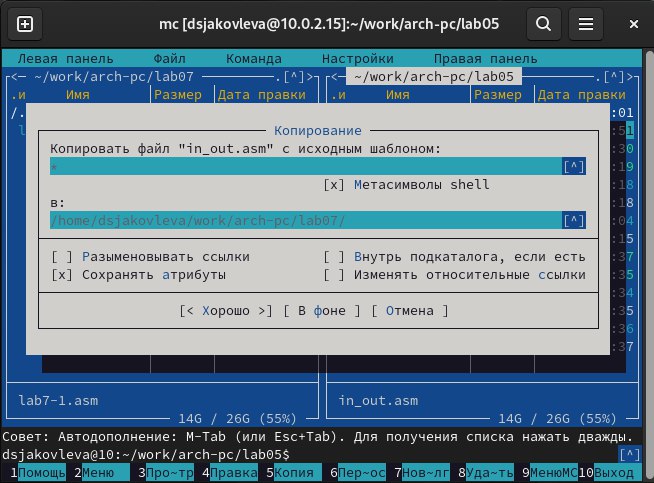 mc [dsjakovleva@10.0.2.15]:~/work/arch-pc/lab05
Левая панель Файл Команда Настройки Правая панель
<— ~/work/arch-pc/lab07 .[^]> <— ~/work/arch-pc/lab05 .[^]>
.и Имя Размер Дата правки .и Имя Размер Дата правки
/. :01
Копирование
Копировать файл "in_out.asm" с исходным шаблоном:
* [^]
[x] Метасимволы shell
в:
/home/dsjakovleva/work/arch-pc/lab07/ [^]
[ ] Разыменовывать ссылки [ ] Внутрь подкаталога, если есть
[x] Сохранять атрибуты [ ] Изменять относительные ссылки
[< Хорошо >] [ В фоне ] [ Отмена ]
:51
:30
:19
:18
:18
:04
:15
:37
:35
:34
:35
:36
:37
lab7-1.asm in_out.asm
14G / 26G (55%) 14G / 26G (55%)
Совет: Автодополнение: M-Tab (или Esc+Tab). Для получения списка нажать дважды.
dsjakovleva@10:~/work/arch-pc/lab05$ [^]
1Помощь 2Меню 3Про~тр 4Правка 5Копия 6Пер~ос 7Нов~лг 8Уда~ть 9МенюMC 10Выход